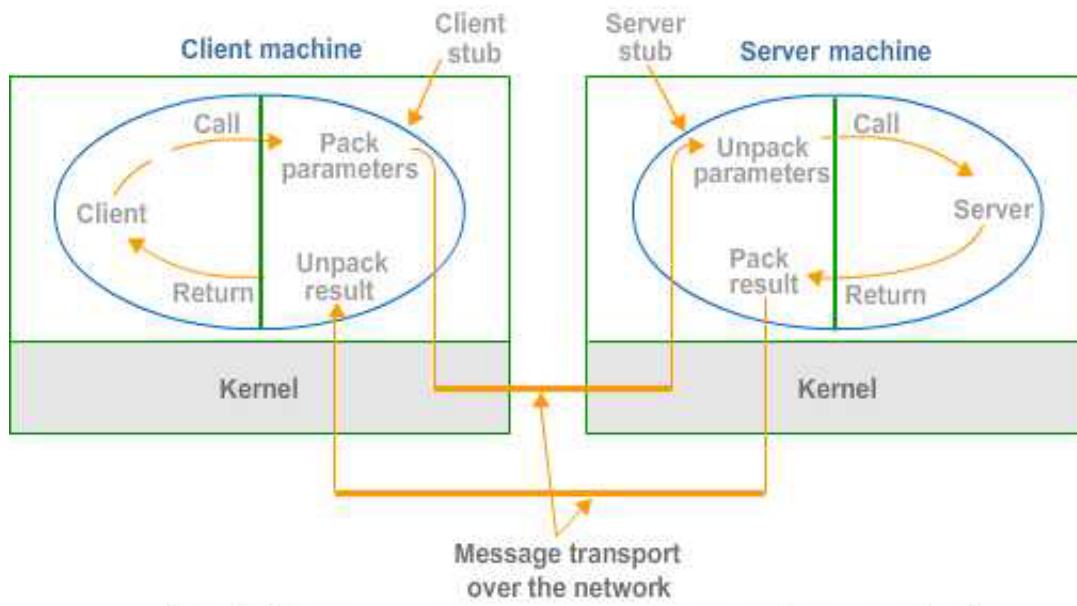 Client machine
Client
stub
Server
stub
Server machine
Call
Pack
parameters
Client
Return
Unpack
result
Kernel
Unpack
parameters
Call
Server
Pack
result
Return
Kernel
Message transport
over the network